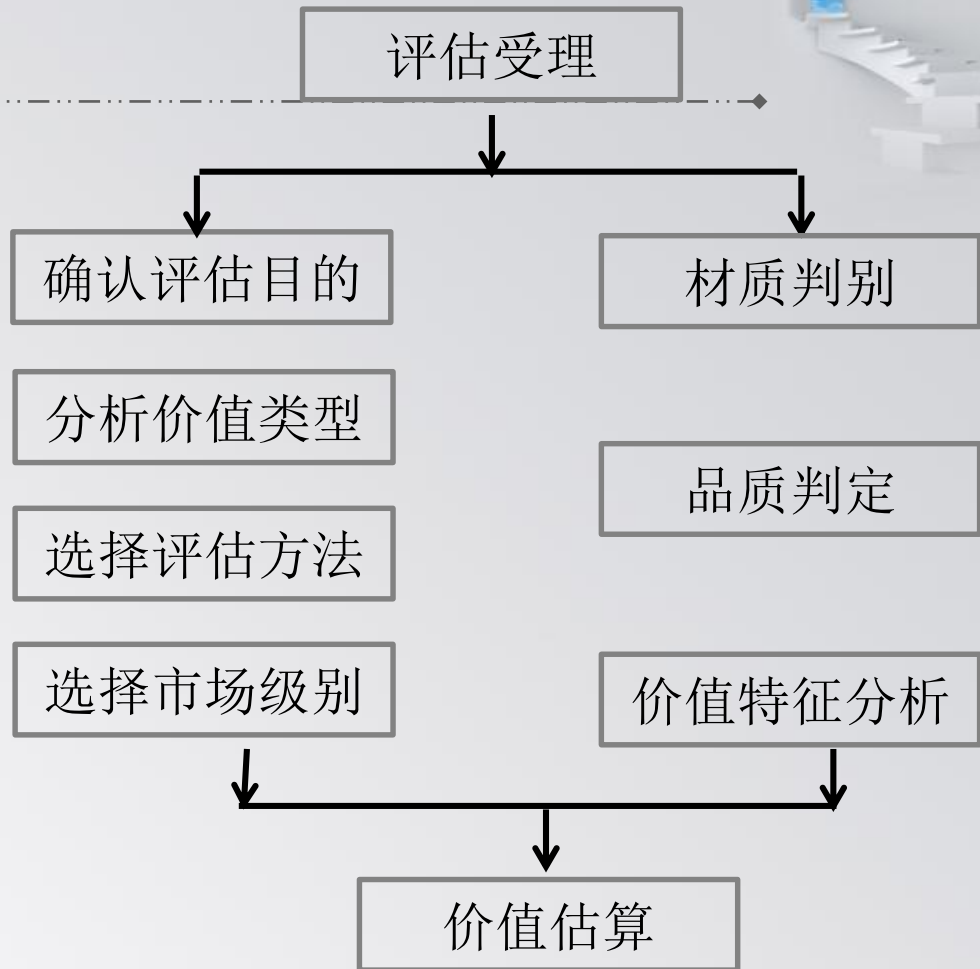 评估受理
确认评估目的
材质判别
分析价值类型
品质判定
选择评估方法
选择市场级别
价值特征分析
价值估算